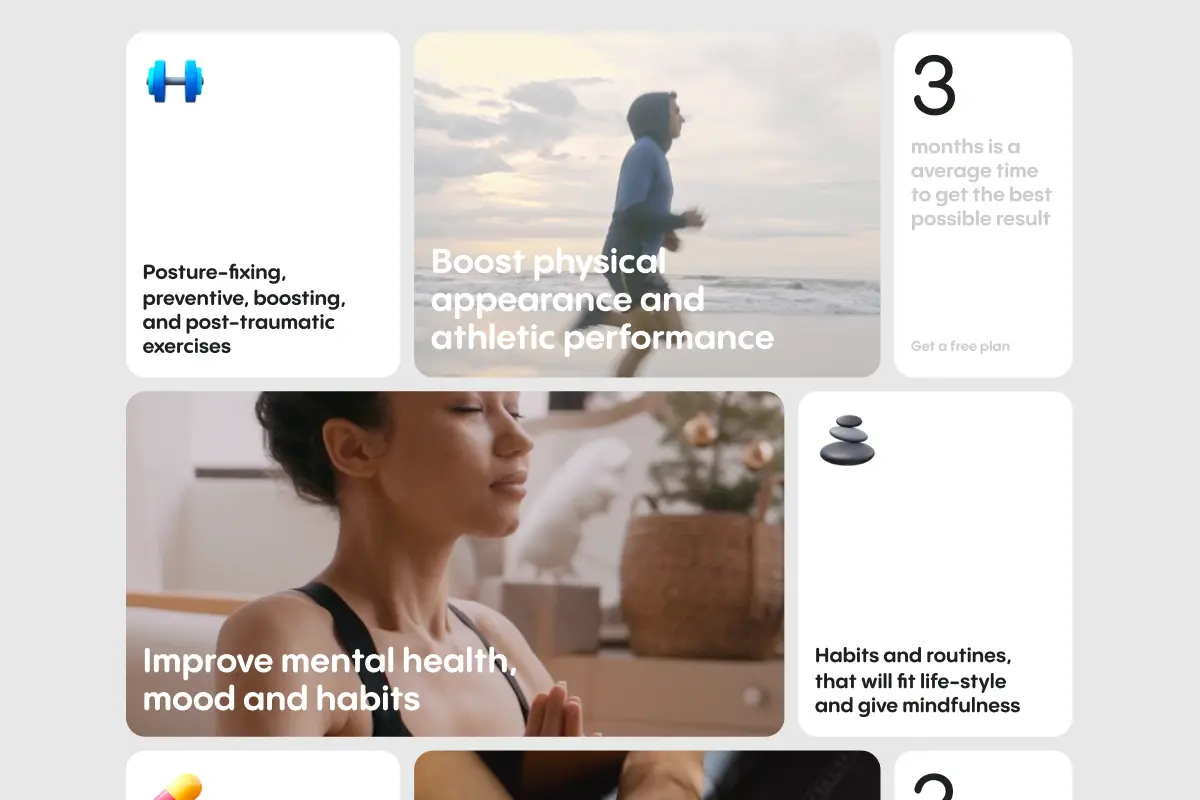 Posture-fixing,
preventive, boosting,
and post-traumatic
exercises
Boost physical
appearance and
athletic performance
3
months is a
average time
to get the best
possible result
Get a free plan
Improve mental health,
mood and habits
Habits and routines,
that will fit life-style
and give mindfulness